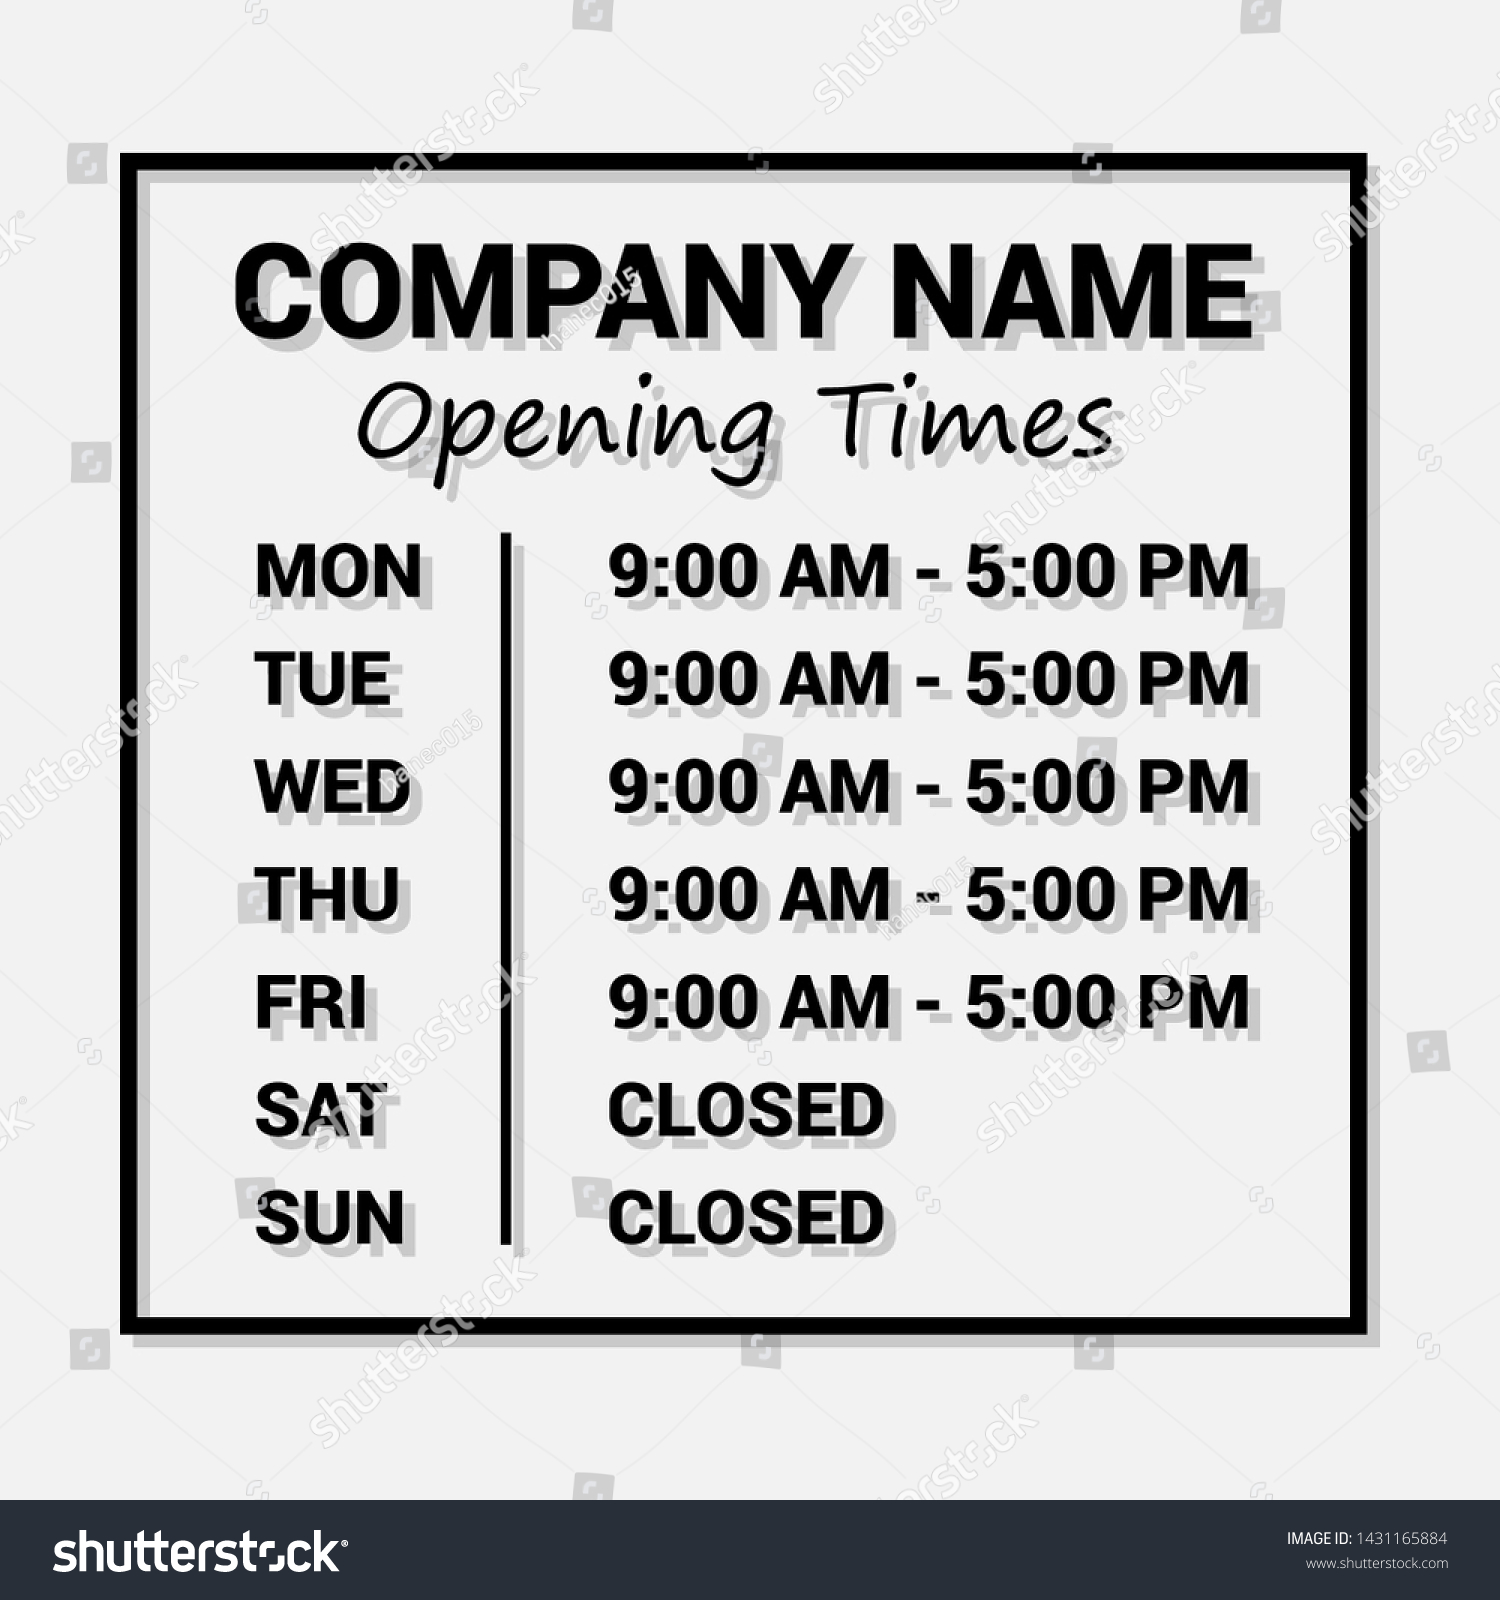 COMPANY NAME
Opening Times
MON 9:00 AM - 5:00 PM
TUE 9:00 AM - 5:00 PM
WED 9:00 AM - 5:00 PM
THU 9:00 AM - 5:00 PM
FRI 9:00 AM - 5:00 PM
SAT CLOSED
SUN CLOSED
shutterstock
IMAGE ID: 1431165884
www.shutterstock.com
shutterstock
hanec015